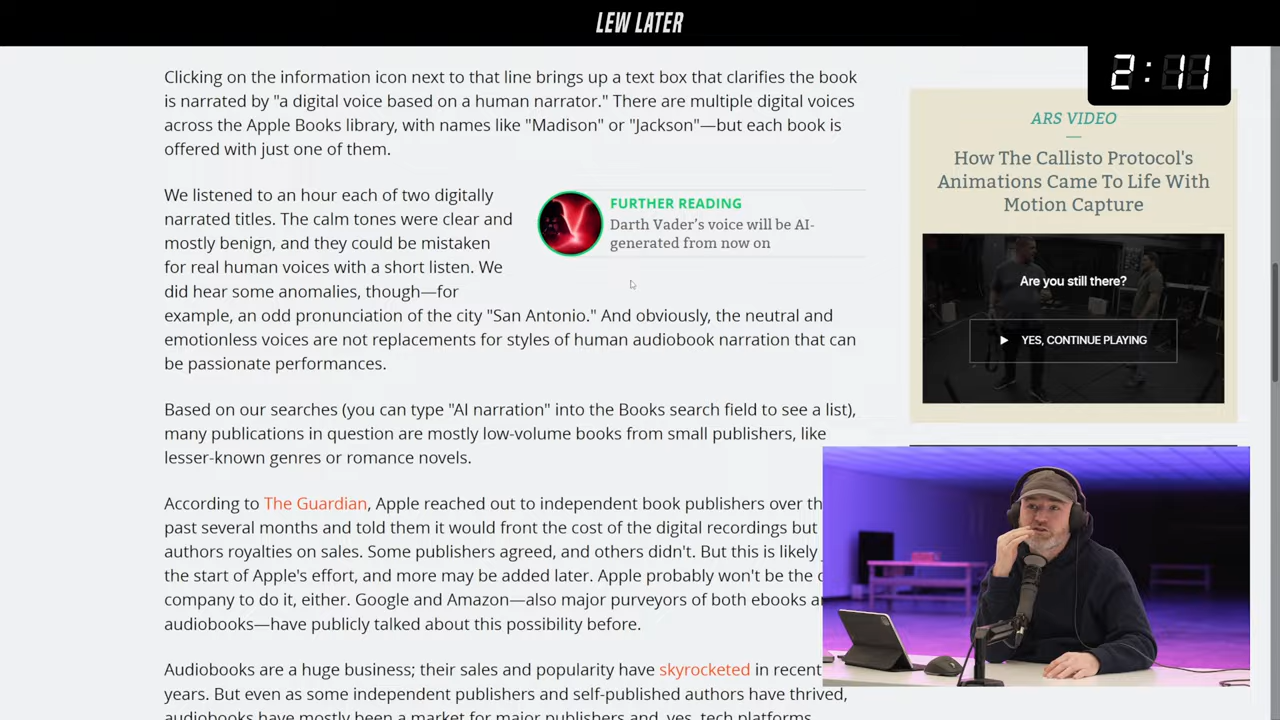 LEW LATER
2:11
Clicking on the information icon next to that line brings up a text box that clarifies the book
is narrated by "a digital voice based on a human narrator." There are multiple digital voices
across the Apple Books library, with names like "Madison" or "Jackson"—but each book is
offered with just one of them.
We listened to an hour each of two digitally
narrated titles. The calm tones were clear and
mostly benign, and they could be mistaken
for real human voices with a short listen. We
did hear some anomalies, though—for
example, an odd pronunciation of the city "San Antonio." And obviously, the neutral and
emotionless voices are not replacements for styles of human audiobook narration that can
be passionate performances.
FURTHER READING
Darth Vader's voice will be AI-
generated from now on
Based on our searches (you can type "AI narration" into the Books search field to see a list),
many publications in question are mostly low-volume books from small publishers, like
lesser-known genres or romance novels.
According to The Guardian, Apple reached out to independent book publishers over th
past several months and told them it would front the cost of the digital recordings but
authors royalties on sales. Some publishers agreed, and others didn't. But this is likely
the start of Apple's effort, and more may be added later. Apple probably won't be the
company to do it, either. Google and Amazon—also major purveyors of both ebooks
audiobooks—have publicly talked about this possibility before.
Audiobooks are a huge business; their sales and popularity have skyrocketed in recent
years. But even as some independent publishers and self-published authors have thrived,
audiobooks have mostly been a market for major publishers and, yes, tech platforms
ARS VIDEO
How The Callisto Protocol's
Animations Came To Life With
Motion Capture
Are you still there?
YES, CONTINUE PLAYING